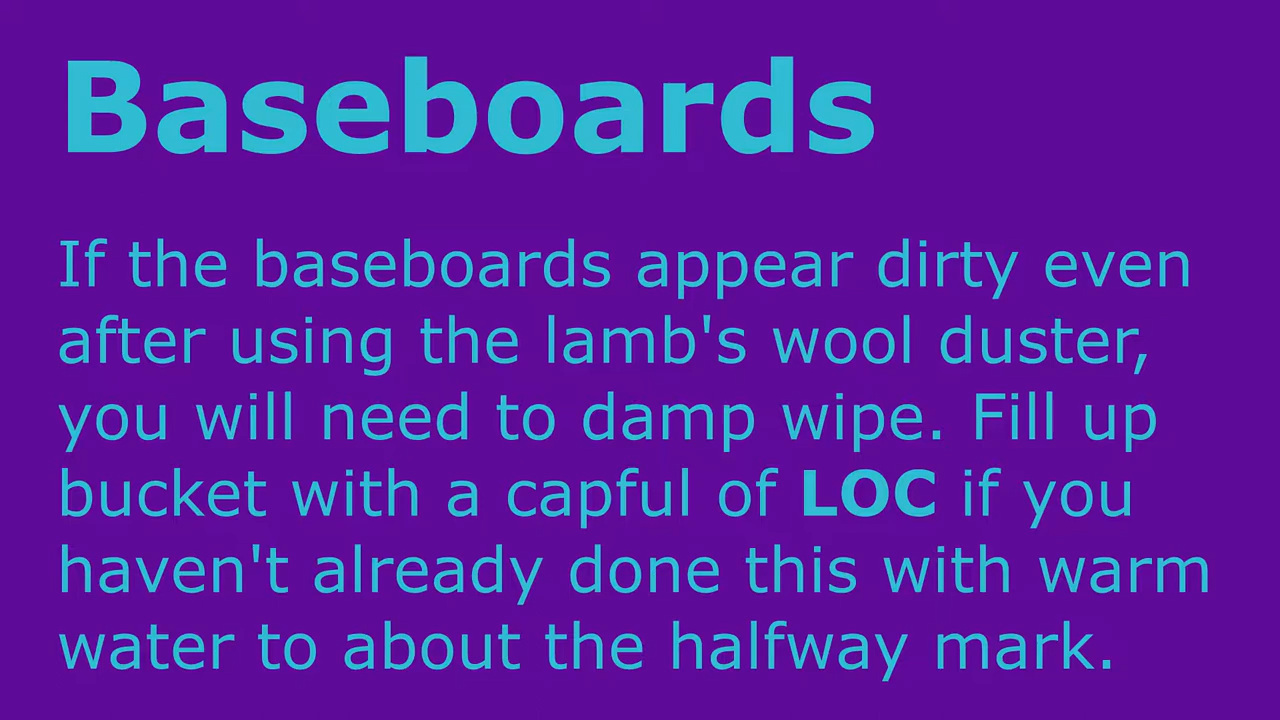 Baseboards
If the baseboards appear dirty even
after using the lamb's wool duster,
you will need to damp wipe. Fill up
bucket with a capful of LOC if you
haven't already done this with warm
water to about the halfway mark.